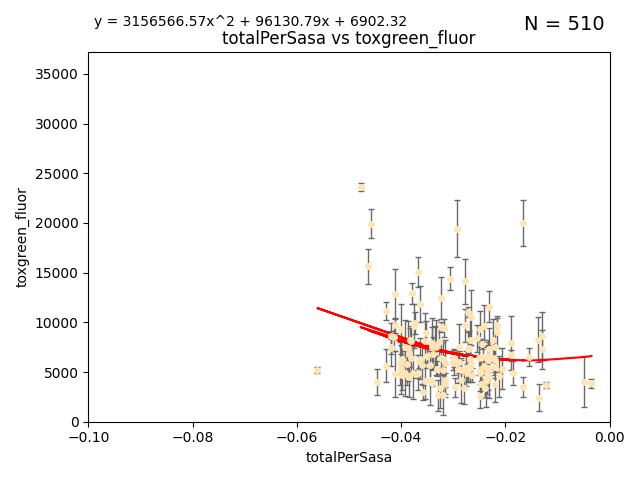 y = 3156566.57x^2 + 96130.79x + 6902.32
N = 510
totalPerSasa vs toxgreen_fluor
35000
30000
25000
20000
15000
10000
5000
0
toxgreen_fluor
−0.10 −0.08 −0.06 −0.04 −0.02 0.00
totalPerSasa